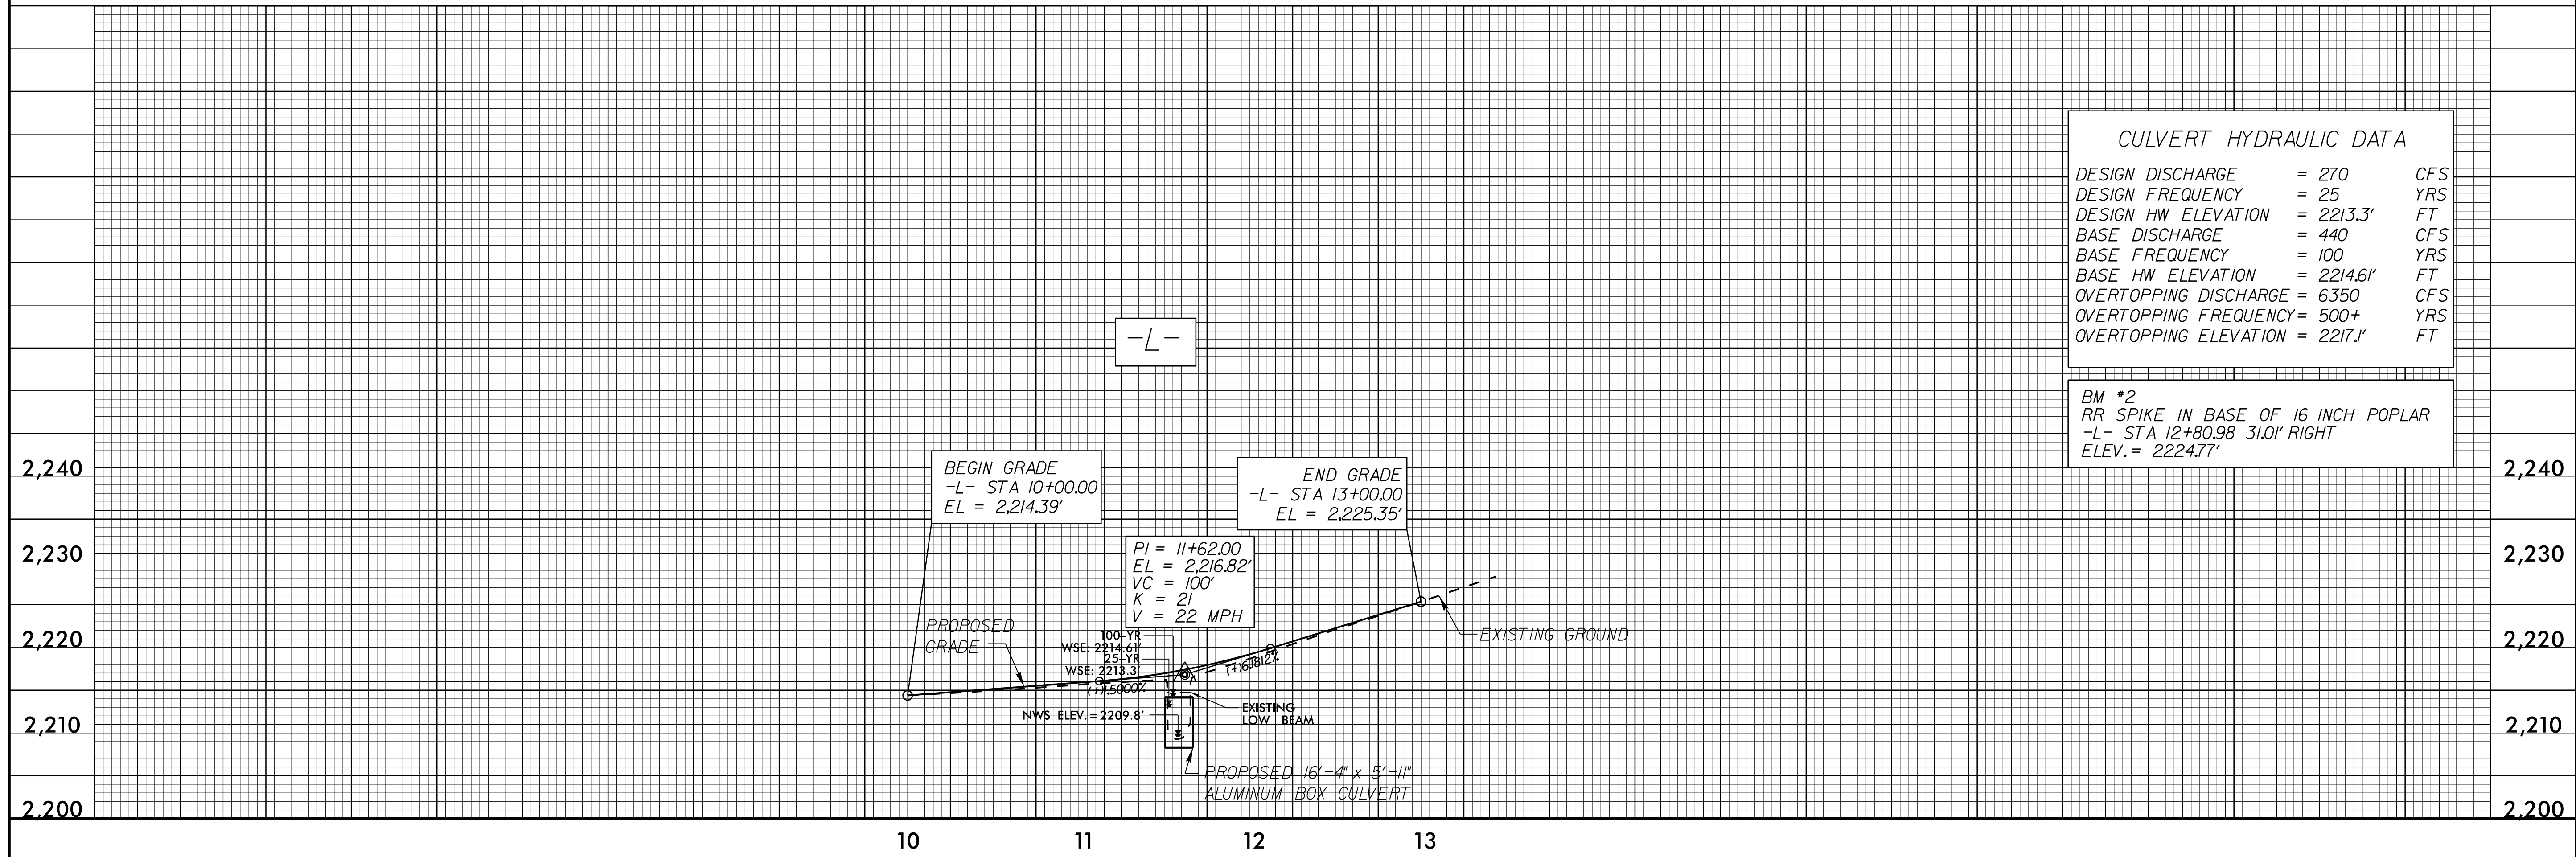 CULVERT HYDRAULIC DATA
DESIGN DISCHARGE = 270 CFS
DESIGN FREQUENCY = 25 YRS
DESIGN HW ELEVATION = 2213.3' FT
BASE DISCHARGE = 440 CFS
BASE FREQUENCY = 100 YRS
BASE HW ELEVATION = 2214.61' FT
OVERTOPPING DISCHARGE = 6350 CFS
OVERTOPPING FREQUENCY = 500+ YRS
OVERTOPPING ELEVATION = 2217.1' FT
-L-
BM #2
RR SPIKE IN BASE OF 16 INCH POPLAR
-L- STA 12+80.98 31.01' RIGHT
ELEV. = 2224.77'
BEGIN GRADE
-L- STA 10+00.00
EL = 2,214.39'
END GRADE
-L- STA 13+00.00
EL = 2,225.35'
PI = 11+62.00
EL = 2,216.82'
VC = 100'
K = 21
V = 22 MPH
PROPOSED
GRADE
100-YR
WSE: 2214.61'
25-YR
WSE: 2213.3'
(+)1.5000%
(+)6.1812%
EXISTING GROUND
NWS ELEV.=2209.8'
EXISTING
LOW BEAM
PROPOSED 16'-4" x 5'-11"
ALUMINUM BOX CULVERT
2,240
2,230
2,220
2,210
2,200
2,240
2,230
2,220
2,210
2,200
10 11 12 13